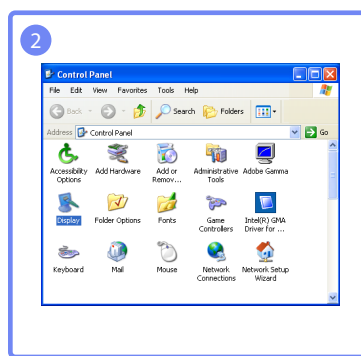 2
Control Panel
File Edit View Favorites Tools Help
Back Search Folders
Address Control Panel Go
Accessibility Options Add Hardware Add or Remov... Administrative Tools Adobe Gamma
Display Folder Options Fonts Game Controllers Intel(R) GMA Driver for ...
Keyboard Mail Mouse Network Connections Network Setup Wizard